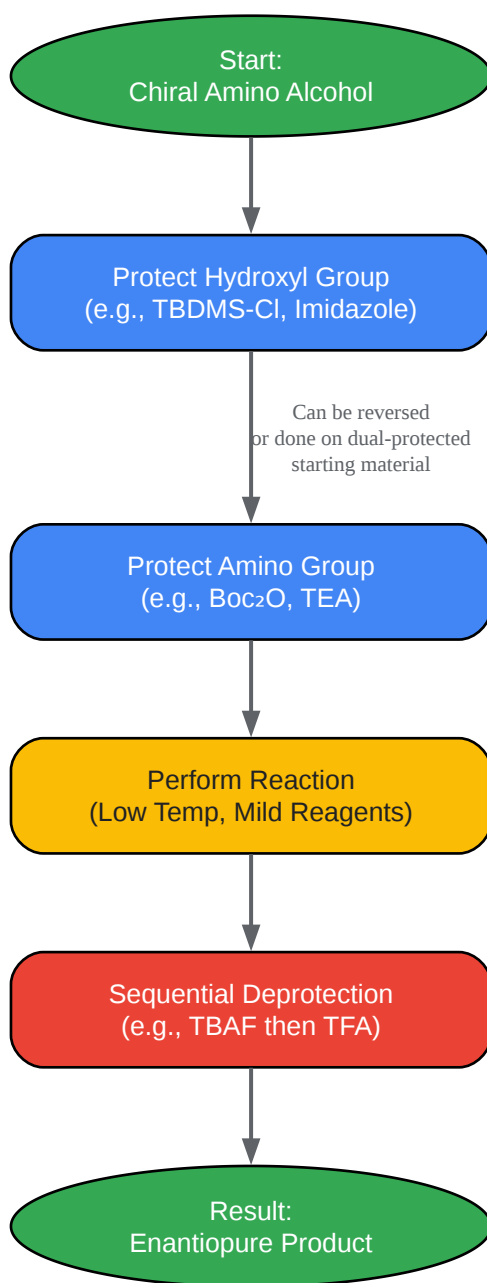 Start:
Chiral Amino Alcohol
Protect Hydroxyl Group
(e.g., TBDMS-Cl, Imidazole)
Can be reversed
or done on dual-protected
starting material
Protect Amino Group
(e.g., Boc₂O, TEA)
Perform Reaction
(Low Temp, Mild Reagents)
Sequential Deprotection
(e.g., TBAF then TFA)
Result:
Enantiopure Product